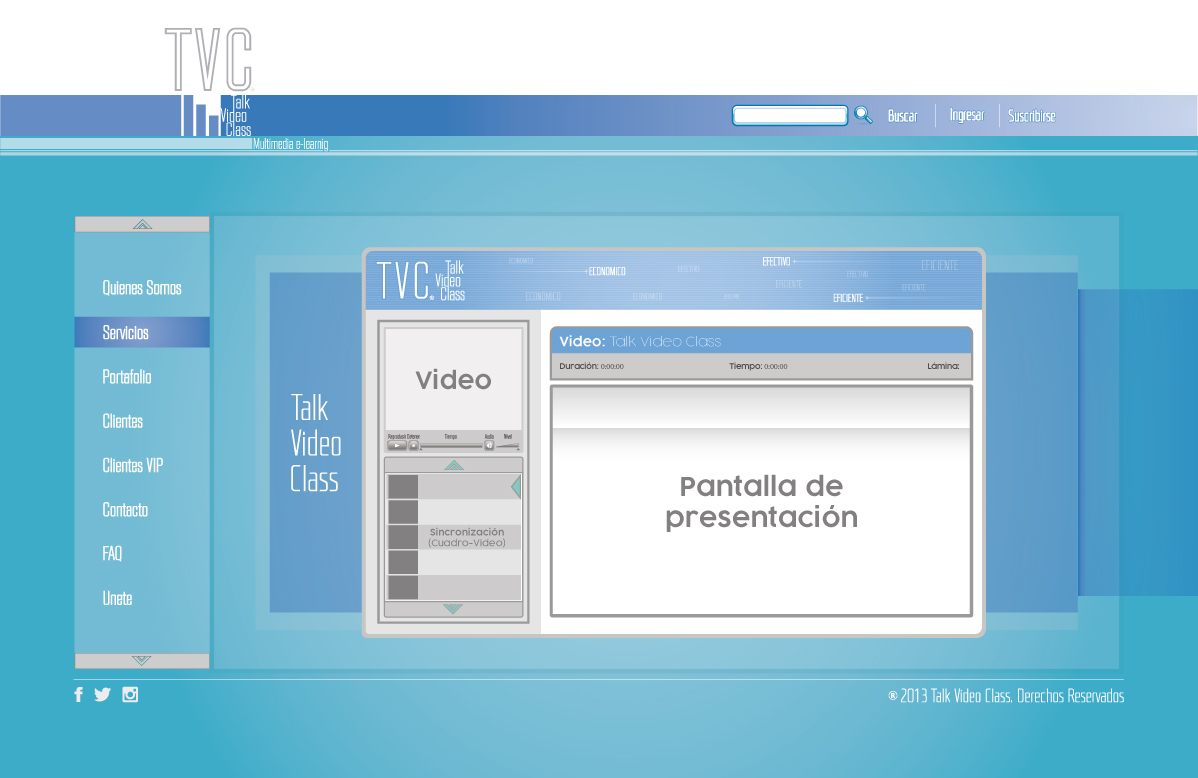 TVC
Talk
Video
Class
Multimedia e-learnig
Buscar
Ingresar
Suscribirse
Quienes Somos
Servicios
Portafolio
Clientes
Clientes VIP
Contacto
FAQ
Unete
Talk
Video
Class
TVC®
Talk
Video
Class
ECONOMICO
ECONOMICO
EFECTIVO
EFECTIVO
EFICIENTE
EFECTIVO
EFICIENTE
EFICIENTE
ECONOMICO
ECONOMICO
EFICIENTE
Video
Reproducir Detener Tiempo Audio Nivel
Sincronización
(Cuadro-Video)
Video: Talk Video Class
Duración: 0:00:00 Tiempo: 0:00:00 Lámina:
Pantalla de
presentación
® 2013 Talk Video Class. Derechos Reservados